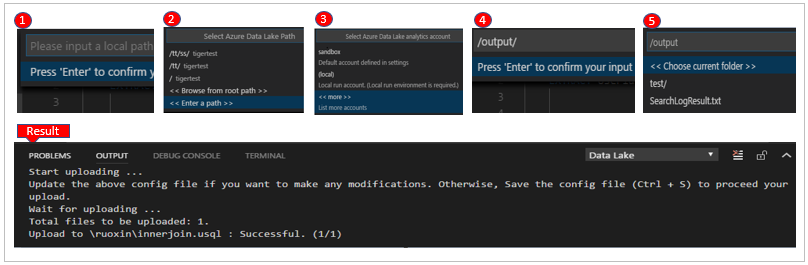 1
Please input a local path
Press 'Enter' to confirm your
3
2
Select Azure Data Lake Path
/tt/ss/ tigertest
/tt/ tigertest
/ tigertest
<< Browse from root path >>
<< Enter a path >>
3
Select Azure Data Lake analytics account
sandbox
Default account defined in settings
(local)
Local run account. (Local run environment is required.)
<< more >>
List more accounts
4
/output/
Press 'Enter' to confirm your input
3
5
/output
<< Choose current folder >>
test/
SearchLogResult.txt
Result
PROBLEMS OUTPUT DEBUG CONSOLE TERMINAL Data Lake
Start uploading ...
Update the above config file if you want to make any modifications. Otherwise, Save the config file (Ctrl + S) to proceed your
upload.
Wait for uploading ...
Total files to be uploaded: 1.
Upload to \ruoxin\innerjoin.usql : Successful. (1/1)